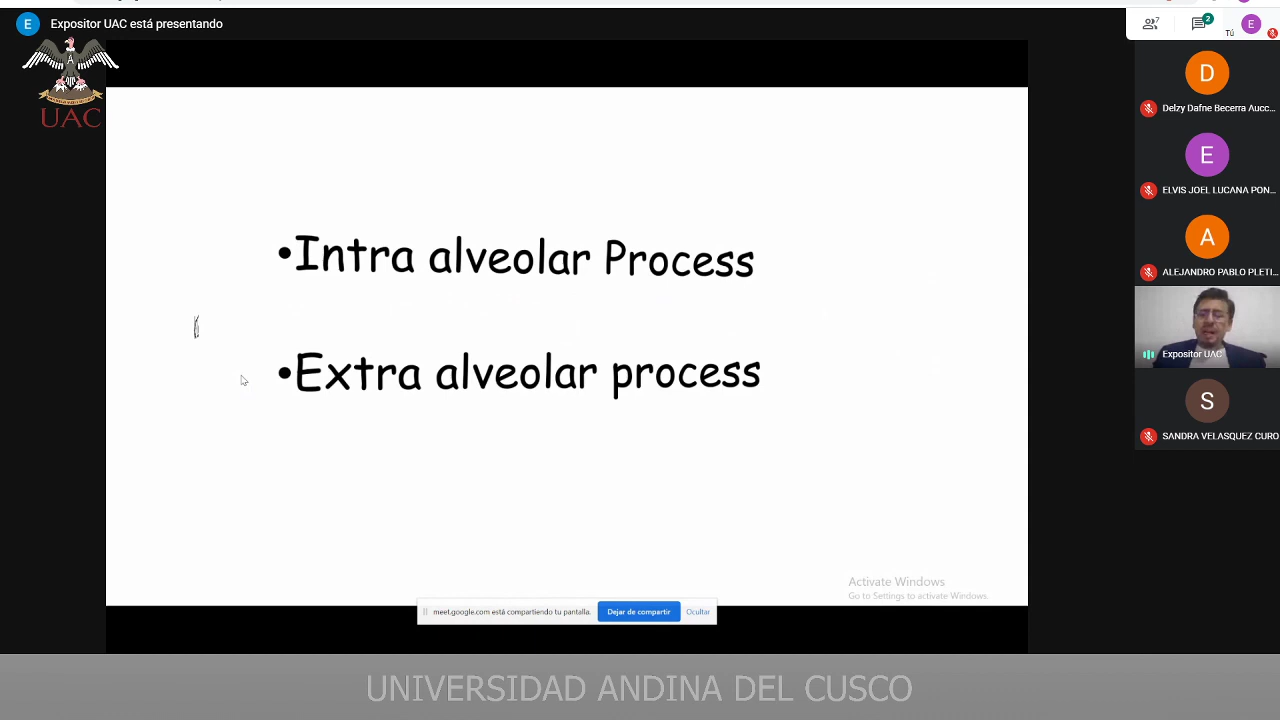 E Expositor UAC está presentando
7
2
Tú
E
UAC
•Intra alveolar Process
•Extra alveolar process
D
Delzy Dafne Becerra Aucc...
E
ELVIS JOEL LUCANA PON...
A
ALEJANDRO PABLO PLETI...
Expositor UAC
S
SANDRA VELASQUEZ CURO
Activate Windows
Go to Settings to activate Windows.
meet.google.com está compartiendo tu pantalla.
Dejar de compartir
Ocultar
UNIVERSIDAD ANDINA DEL CUSCO